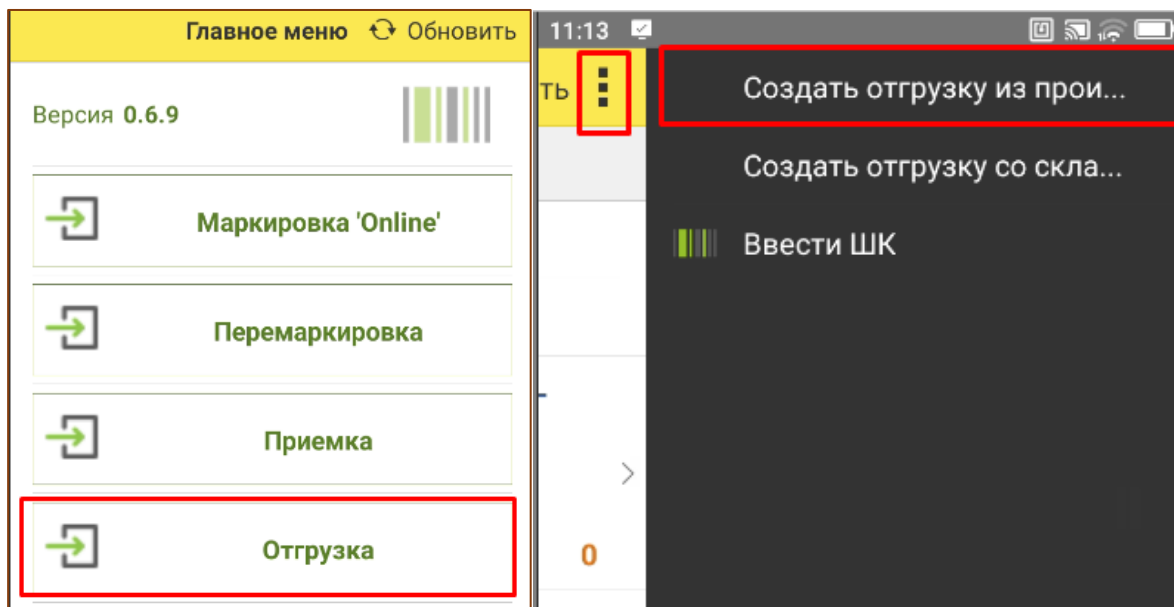 Главное меню Обновить
Версия 0.6.9
Маркировка 'Online'
Перемаркировка
Приемка
Отгрузка
11:13
ть
Создать отгрузку из прои...
Создать отгрузку со скла...
Ввести ШК
0